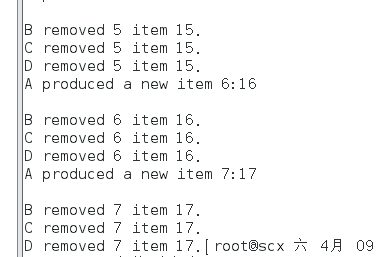 B removed 5 item 15.
C removed 5 item 15.
D removed 5 item 15.
A produced a new item 6:16
B removed 6 item 16.
C removed 6 item 16.
D removed 6 item 16.
A produced a new item 7:17
B removed 7 item 17.
C removed 7 item 17.
D removed 7 item 17.[root@scx 六 4月 09